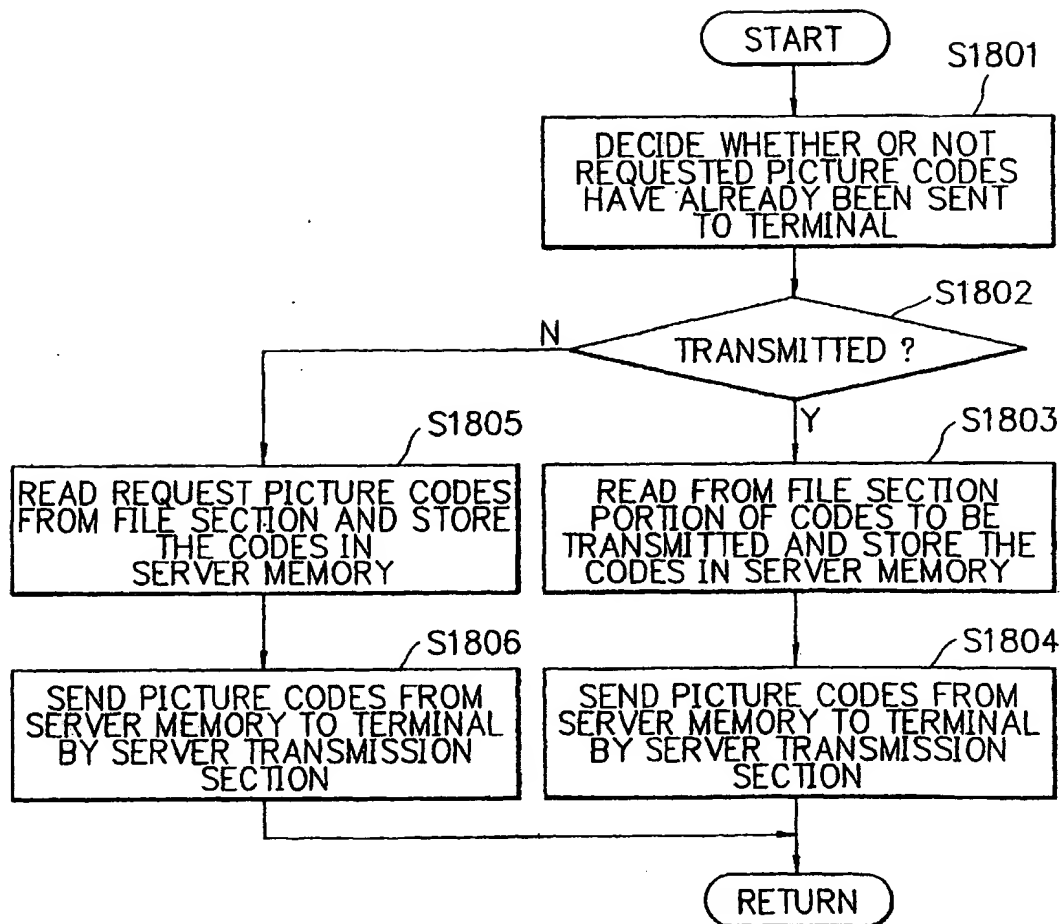 START
S1801
DECIDE WHETHER OR NOT
REQUESTED PICTURE CODES
HAVE ALREADY BEEN SENT
TO TERMINAL
S1802
TRANSMITTED ?
N
Y
S1805
READ REQUEST PICTURE CODES
FROM FILE SECTION AND STORE
THE CODES IN
SERVER MEMORY
S1803
READ FROM FILE SECTION
PORTION OF CODES TO BE
TRANSMITTED AND STORE THE
CODES IN SERVER MEMORY
S1806
SEND PICTURE CODES FROM
SERVER MEMORY TO TERMINAL
BY SERVER TRANSMISSION
SECTION
S1804
SEND PICTURE CODES FROM
SERVER MEMORY TO TERMINAL
BY SERVER TRANSMISSION
SECTION
RETURN